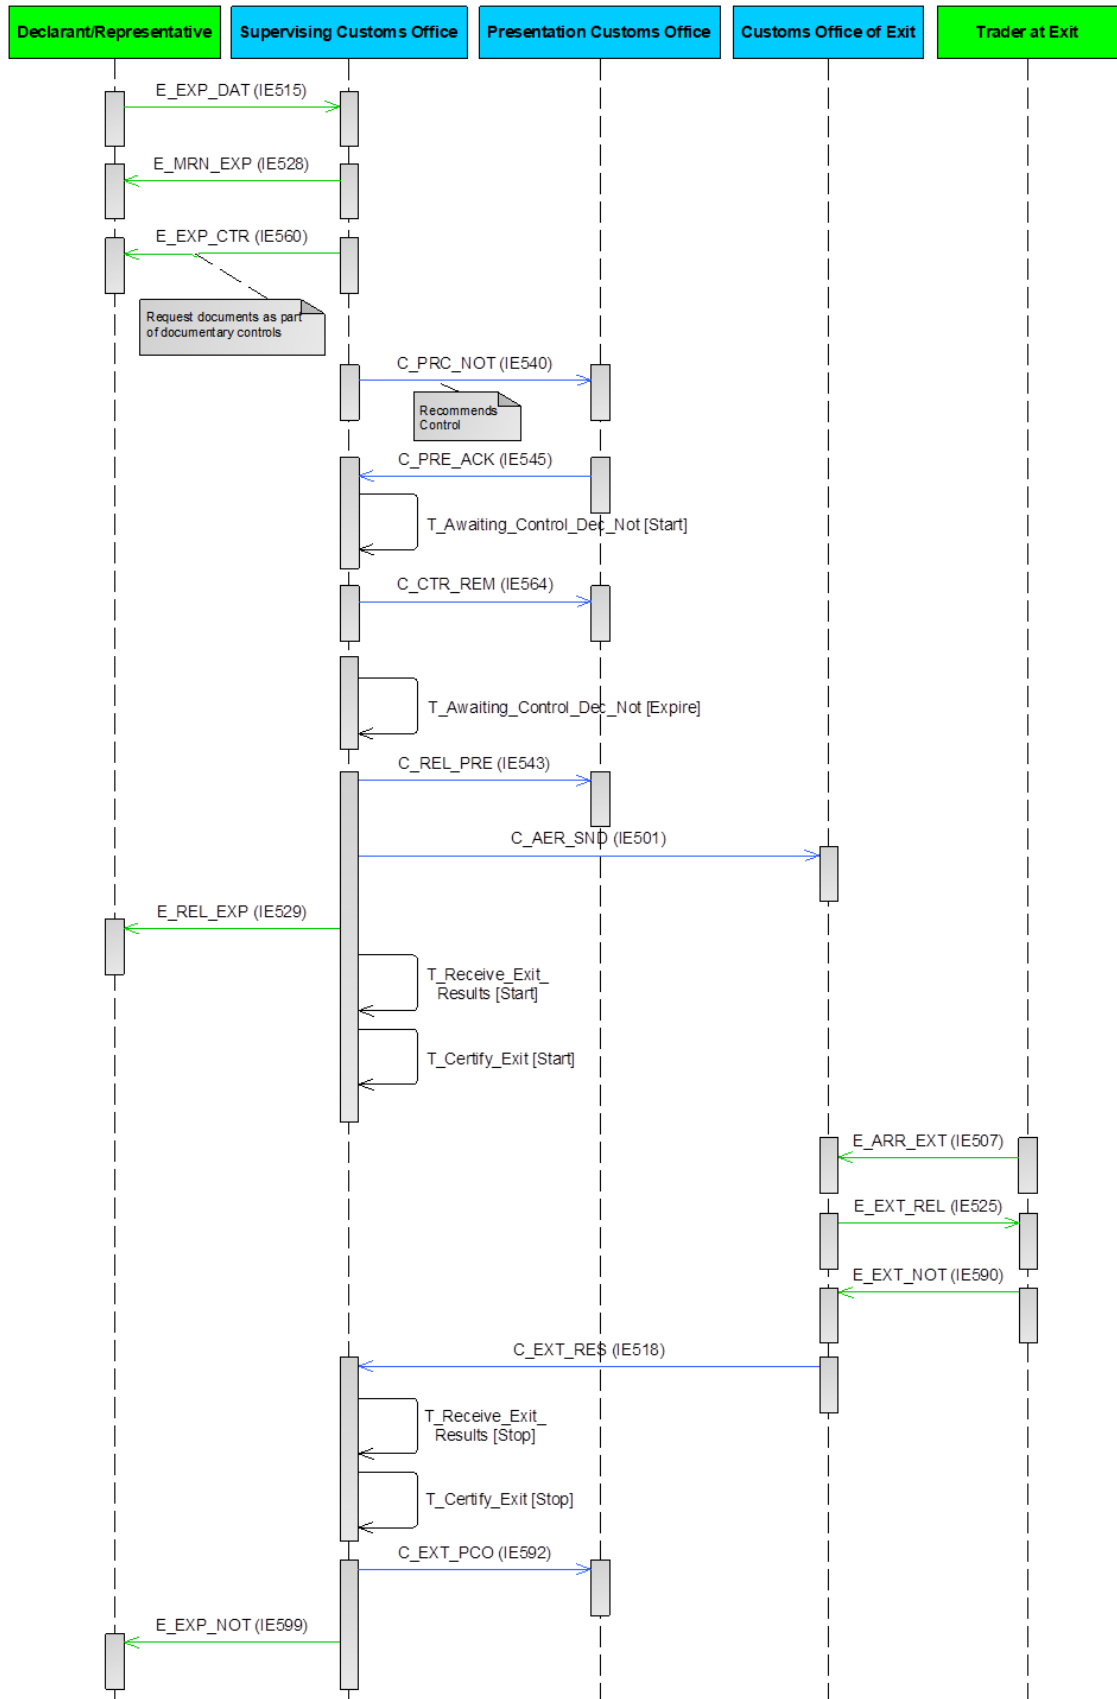 Declarant/Representative
Supervising Customs Office
Presentation Customs Office
Customs Office of Exit
Trader at Exit
E_EXP_DAT (IE515)
E_MRN_EXP (IE528)
E_EXP_CTR (IE560)
Request documents as part
of documentary controls
C_PRC_NOT (IE540)
Recommends
Control
C_PRE_ACK (IE545)
T_Awaiting_Control_Dec_Not [Start]
C_CTR_REM (IE564)
T_Awaiting_Control_Dec_Not [Expire]
C_REL_PRE (IE543)
C_AER_SND (IE501)
E_REL_EXP (IE529)
T_Receive_Exit_
Results [Start]
T_Certify_Exit [Start]
E_ARR_EXT (IE507)
E_EXT_REL (IE525)
E_EXT_NOT (IE590)
C_EXT_RES (IE518)
T_Receive_Exit_
Results [Stop]
T_Certify_Exit [Stop]
C_EXT_PCO (IE592)
E_EXP_NOT (IE599)